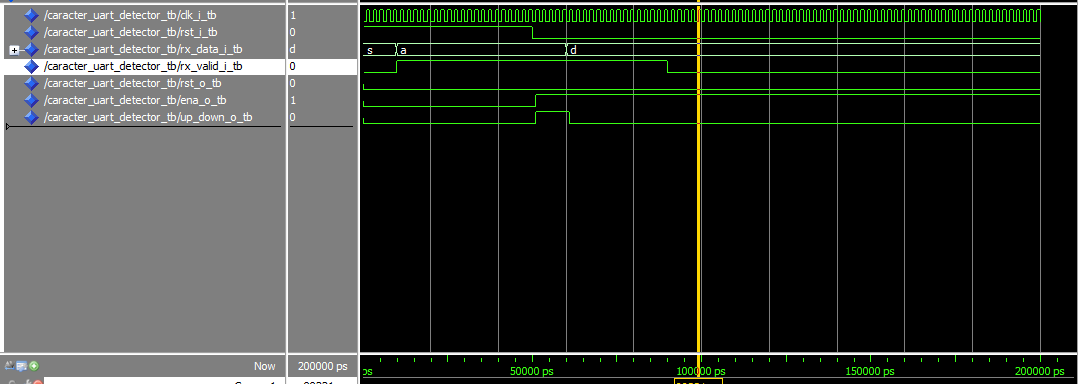 /caracter_uart_detector_tb/clk_i_tb 1
/caracter_uart_detector_tb/rst_i_tb 0
/caracter_uart_detector_tb/rx_data_i_tb d s a d
/caracter_uart_detector_tb/rx_valid_i_tb 0
/caracter_uart_detector_tb/rst_o_tb 0
/caracter_uart_detector_tb/ena_o_tb 1
/caracter_uart_detector_tb/up_down_o_tb 0
Now 200000 ps ps 50000 ps 100000 ps 150000 ps 200000 ps